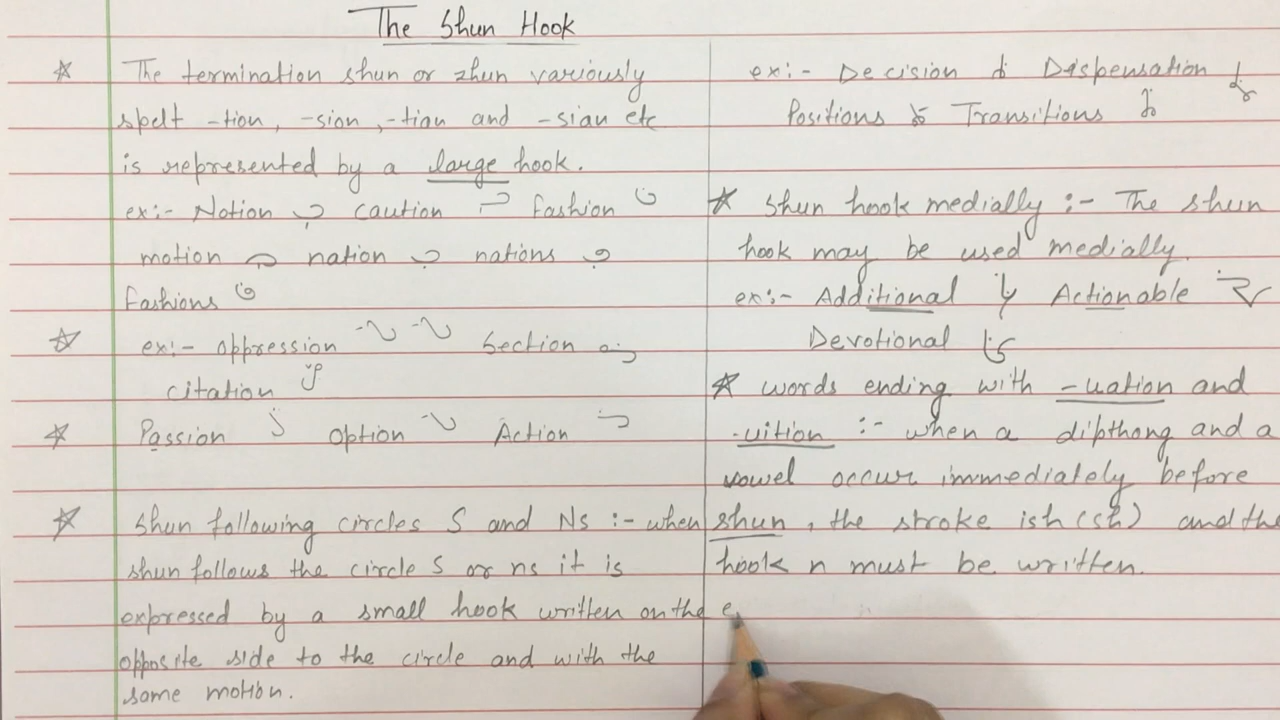 The Shun Hook
☆ The termination shun or zhun variously
spelt -tion, -sion, -tian and -sian etc
is represented by a large hook.
ex:- Notion caution fashion
motion nation nations
fashions
☆ ex:- oppression Section
citation
☆ Passion option Action
☆ Shun following circles S and Ns :- when
shun follows the circle S or ns it is
expressed by a small hook written on the
opposite side to the circle and with the
same motion.
ex:- Decision Dispensation
Positions Transitions
☆ Shun hook medially :- The shun
hook may be used medially.
ex:- Additional Actionable
Devotional
☆ words ending with -uation and
-uition :- when a dipthong and a
vowel occur immediately before
shun, the stroke ish (sh) and the
hook n must be written.
e